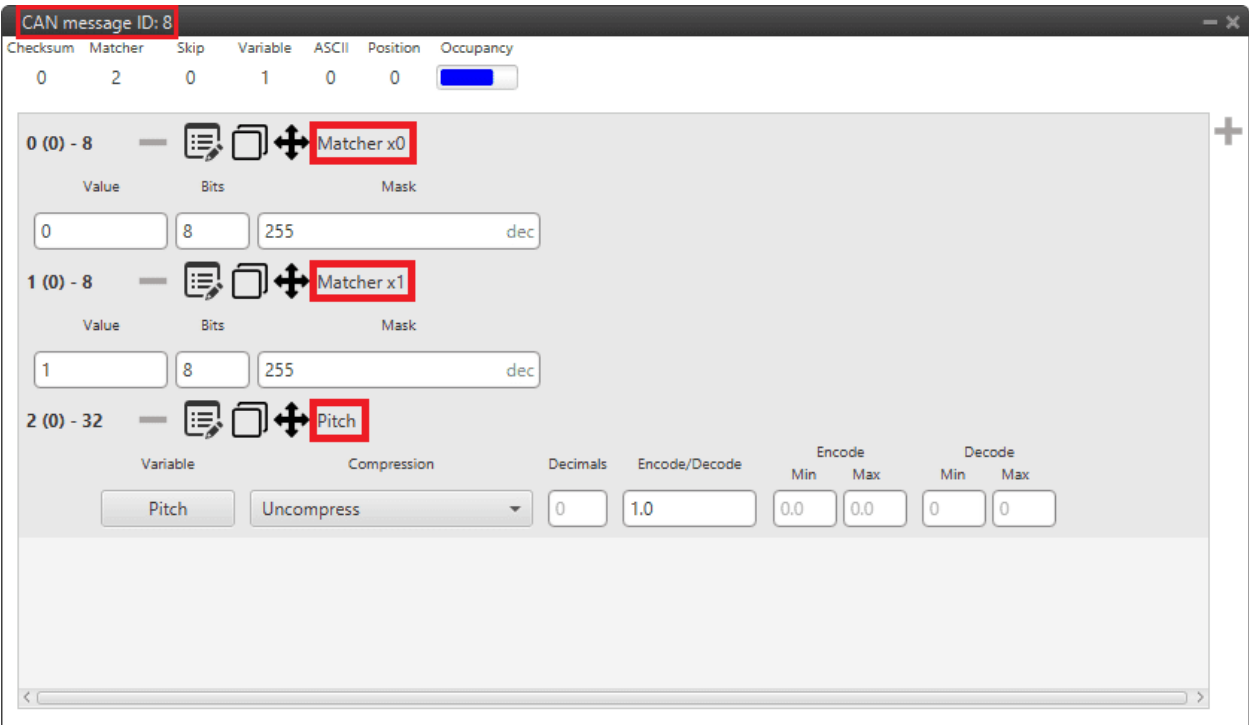 CAN message ID: 8
Checksum Matcher Skip Variable ASCII Position Occupancy
0 2 0 1 0 0
0 (0) - 8 Matcher x0
Value Bits Mask
0 8 255 dec
1 (0) - 8 Matcher x1
Value Bits Mask
1 8 255 dec
2 (0) - 32 Pitch
Variable Compression Decimals Encode/Decode Encode Decode
Min Max Min Max
Pitch Uncompress 0 1.0 0.0 0.0 0 0